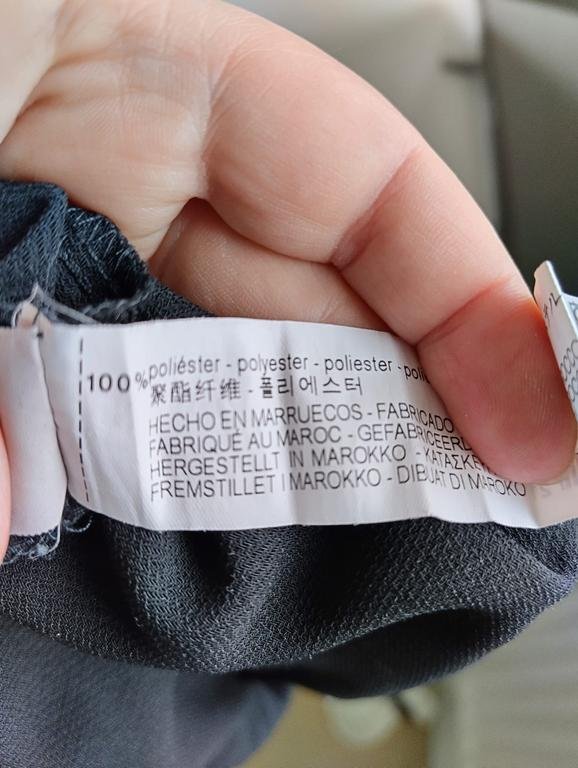 100% poliéster - polyester - poliester -
聚酯纤维 - 폴리에스터
HECHO EN MARRUECOS - FABRICADO
FABRIQUÉ AU MAROC -
HERGESTELLT IN MAROKKO -
FREMSTILLET I MAROKKO - DIBUAT DI MAROKO